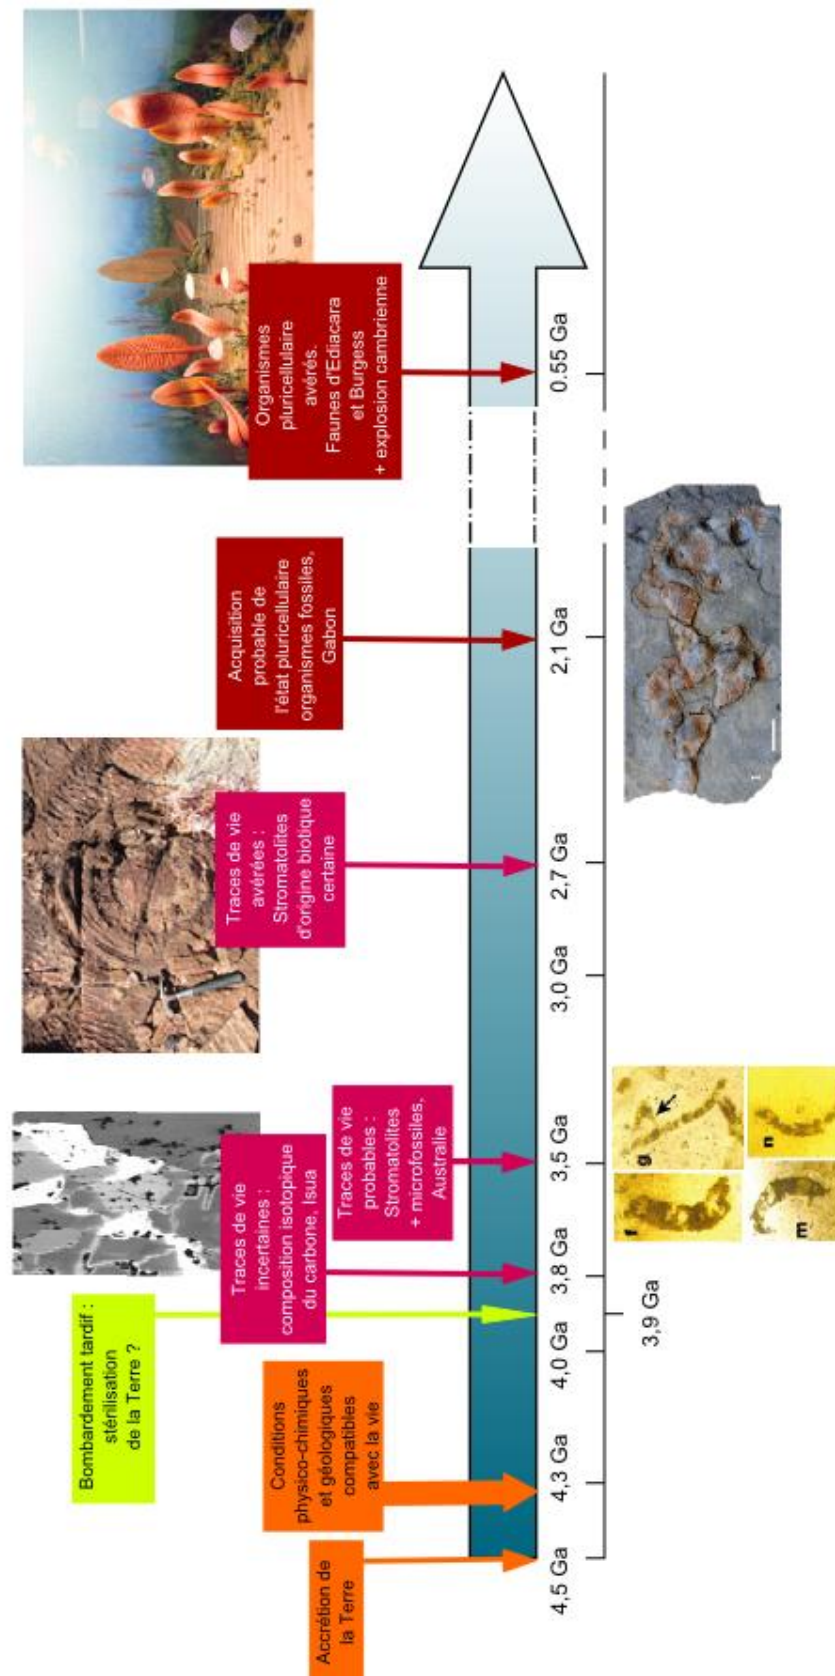 Accrétion de
la Terre
Conditions
physico-chimiques
et géologiques
compatibles
avec la vie
Bombardement tardif :
stérilisation
de la Terre ?
Traces de vie
incertaines :
composition isotopique
du carbone, Isua
Traces de vie
probables :
Stromatolites
+ microfossiles,
Australie
Traces de vie
avérées :
Stromatolites
d'origine biotique
certaine
Acquisition
probable de
l'état pluricellulaire
organismes fossiles,
Gabon
Organismes
pluricellulaire
avérés.
Faunes d'Ediacara
et Burgess
+ explosion cambrienne
4,5 Ga
4,3 Ga
4,0 Ga
3,9 Ga
3,8 Ga
3,5 Ga
3,0 Ga
2,7 Ga
2,1 Ga
0.55 Ga
f
g
m
n